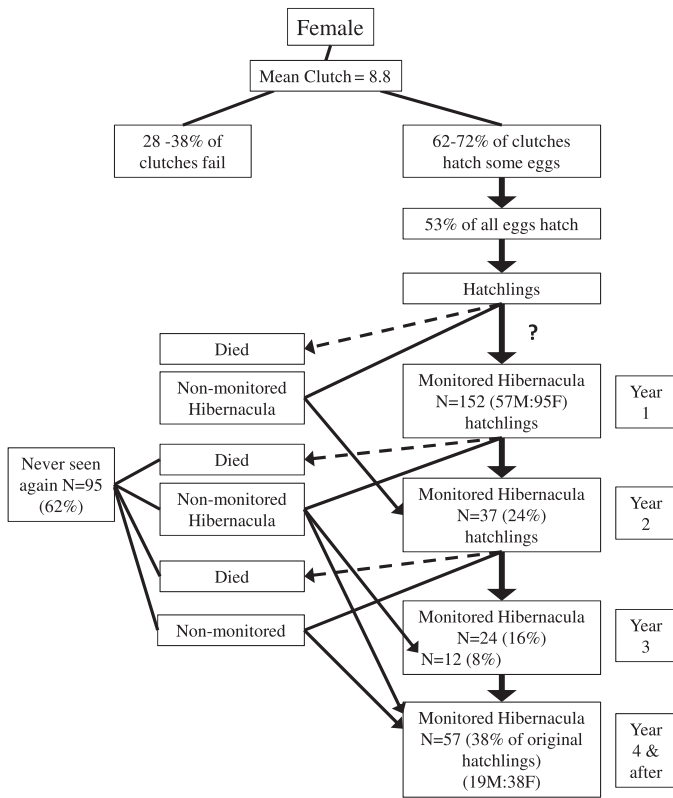 Female
Mean Clutch = 8.8
28 -38% of
clutches fail
62-72% of clutches
hatch some eggs
53% of all eggs hatch
Hatchlings
?
Died
Non-monitored
Hibernacula
Monitored Hibernacula
N=152 (57M:95F)
hatchlings
Year
1
Never seen
again N=95
(62%)
Died
Non-monitored
Hibernacula
Monitored Hibernacula
N=37 (24%)
hatchlings
Year
2
Died
Non-monitored
Monitored Hibernacula
N=24 (16%)
N=12 (8%)
Year
3
Monitored Hibernacula
N=57 (38% of original
hatchlings)
(19M:38F)
Year
4 &
after